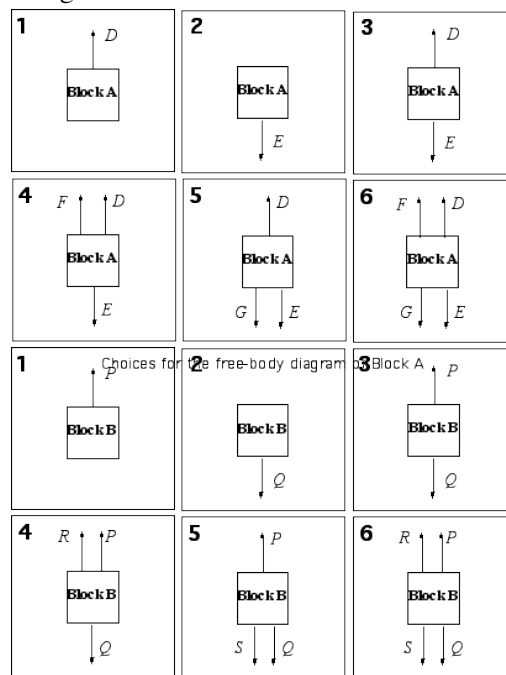 1 2 3
D D
Block A Block A Block A
E E
4 5 6
F D D F D
Block A Block A Block A
E G E G E
Choices for the free-body diagram of Block A
1 2 3
P P
Block B Block B Block B
Q Q
4 5 6
R P P R P
Block B Block B Block B
Q S Q S Q